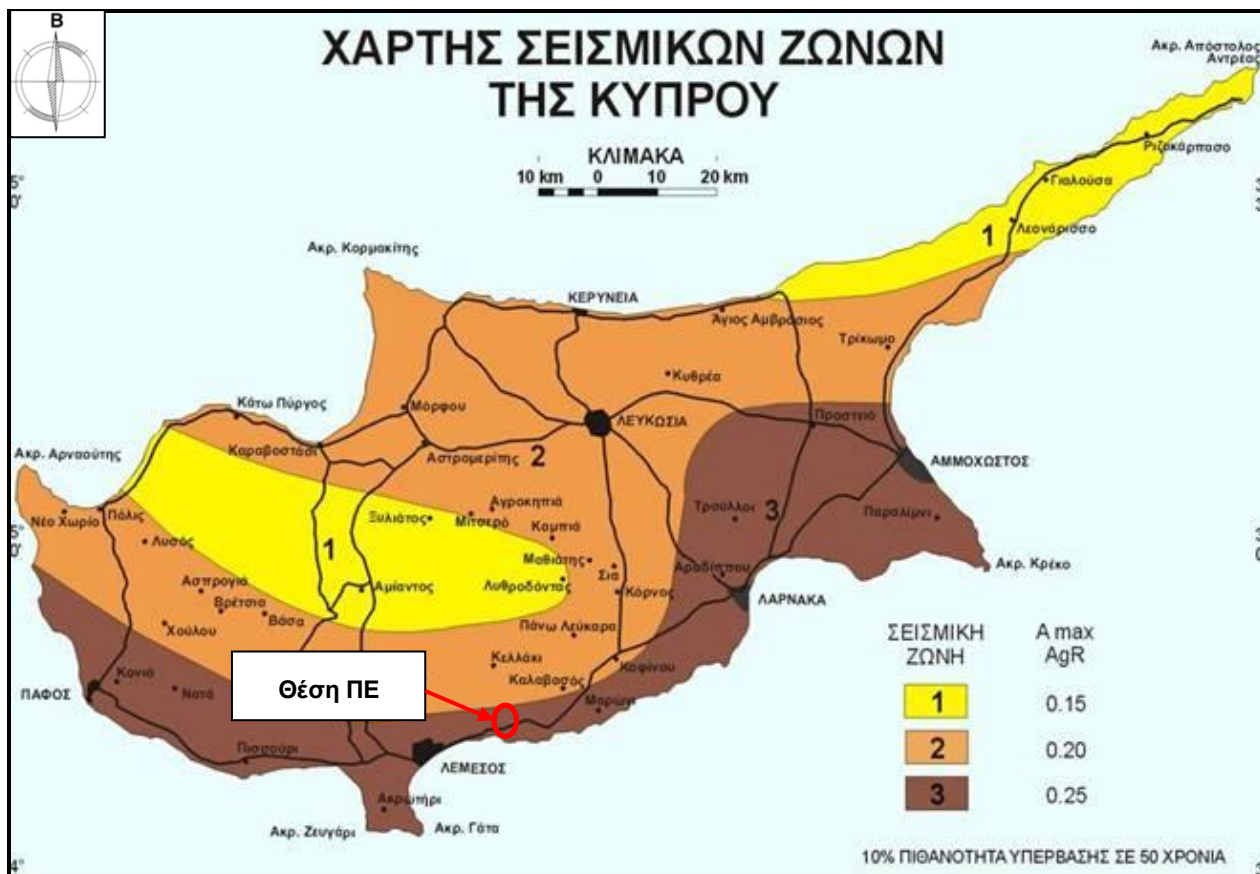 Β
ΧΑΡΤΗΣ ΣΕΙΣΜΙΚΩΝ ΖΩΝΩΝ
ΤΗΣ ΚΥΠΡΟΥ
Ακρ. Απόστολος
Αντρέας
ΚΛΙΜΑΚΑ
10 km 0 10 20 km
Ριζοκάρπασο
Γιαλούσα
Λεονάρισσο
1
Ακρ. Κορμακίτης
ΚΕΡΥΝΕΙΑ
Άγιος Αμβρόσιος
Τρίκωμο
Κυθρέα
Κάτω Πύργος
Μόρφου
ΛΕΥΚΩΣΙΑ
Προστειό
Καραβοστάσι
Αστρομερίτης
2
Ακρ. Αρναούτης
ΑΜΜΟΧΩΣΤΟΣ
Νέο Χωρίο
Πόλις
Ξυλιάτος
Αγροκηπιά
Μιτσερό
Καμπιά
Τρούλλοι
3
Παραλίμνι
Λυσός
1
Μαθιάτης
Σιά
Αραδίππου
Ακρ. Κρέκο
Ασπρογιά
Αμίαντος
Λυθροδόντας
Κόρνος
ΛΑΡΝΑΚΑ
Βρέτσια
Βάσα
Χούλου
Πάνω Λεύκαρα
ΣΕΙΣΜΙΚΗ
ΖΩΝΗ
A max
AgR
Κελλάκι
Κοφίνου
Κονιά
Καλαβασός
ΠΑΦΟΣ
Νατά
Θέση ΠΕ
Μαρώνι
1 0.15
Πισσούρι
ΛΕΜΕΣΟΣ
2 0.20
Ακρωτήρι
3 0.25
Ακρ. Ζευγάρι
Ακρ. Γάτα
10% ΠΙΘΑΝΟΤΗΤΑ ΥΠΕΡΒΑΣΗΣ ΣΕ 50 ΧΡΟΝΙΑ